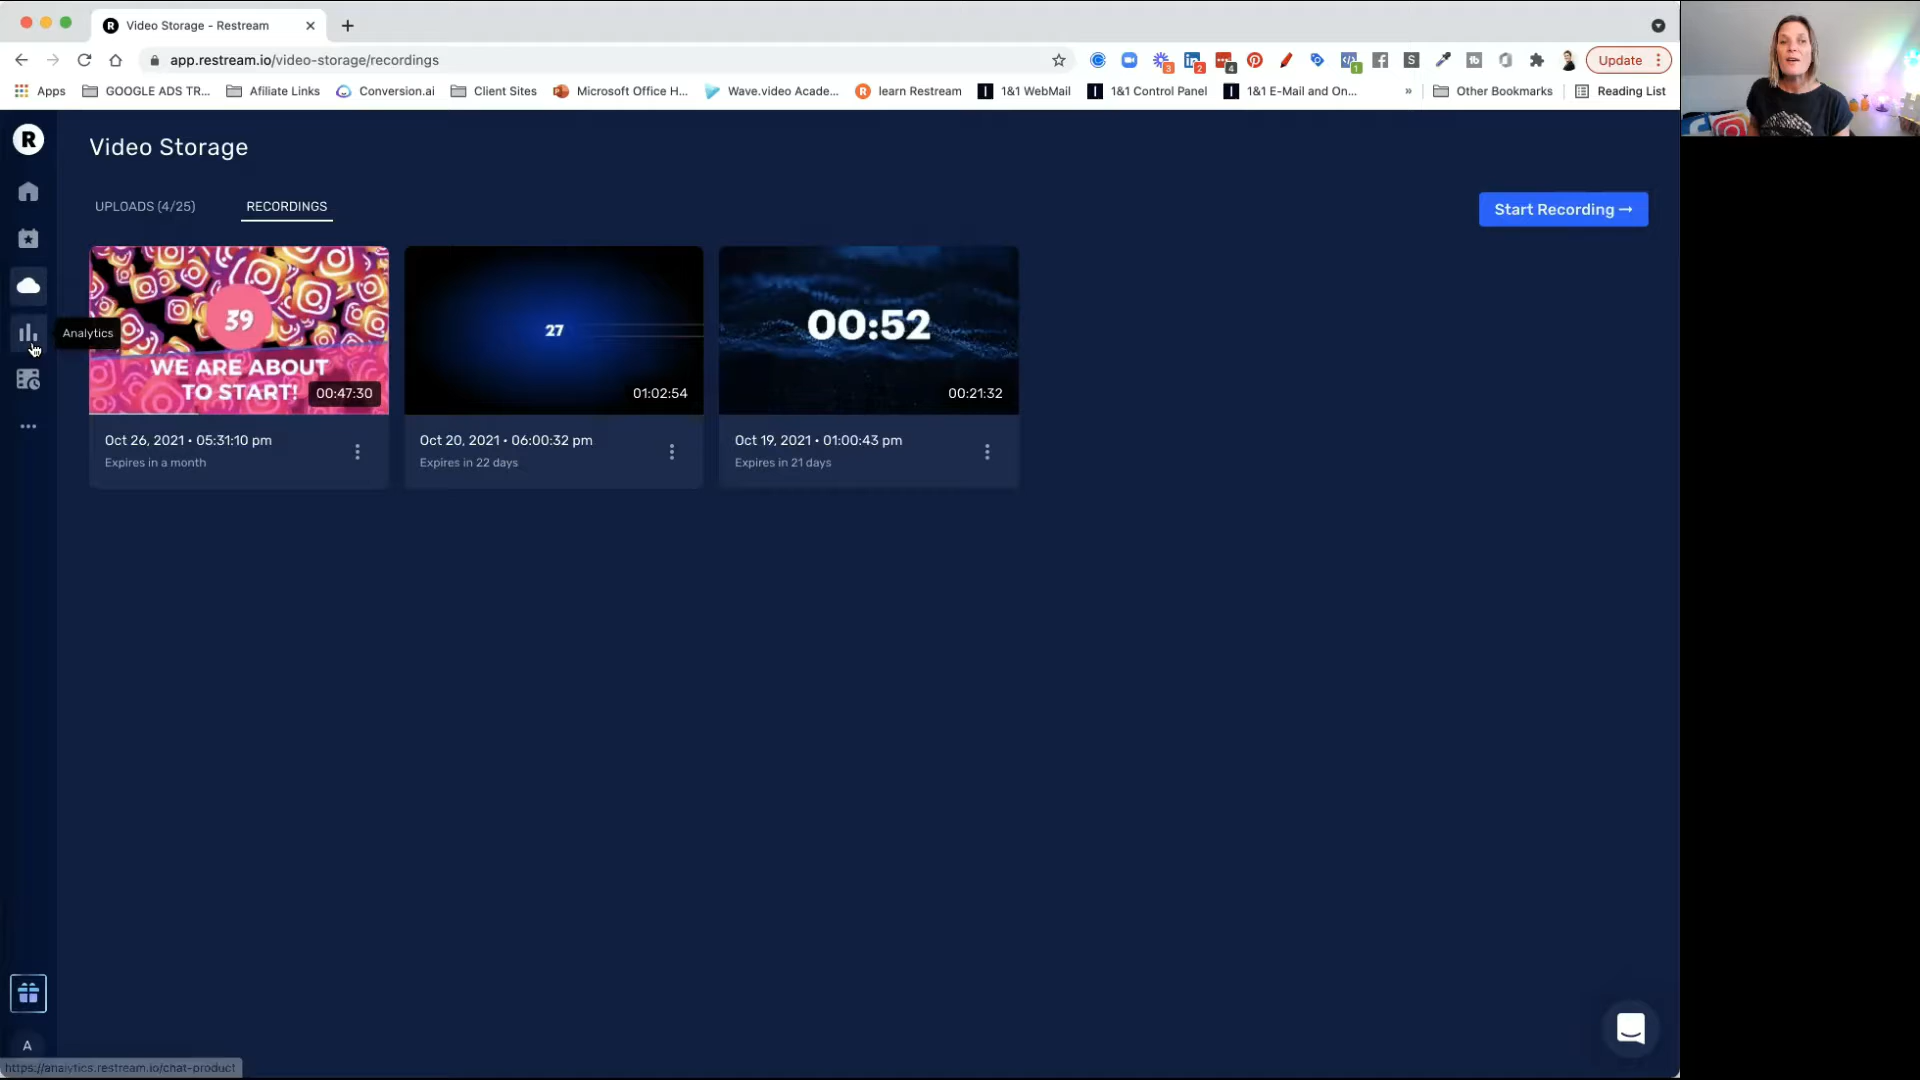 Video Storage - Restream
app.restream.io/video-storage/recordings
3
2
4
1
S
Update
Apps
GOOGLE ADS TR...
Afiliate Links
Conversion.ai
Client Sites
Microsoft Office H...
Wave.video Acade...
learn Restream
1&1 WebMail
1&1 Control Panel
1&1 E-Mail and On...
»
Other Bookmarks
Reading List
R
Video Storage
UPLOADS (4/25)
RECORDINGS
Start Recording →
Analytics
39
WE ARE ABOUT
TO START!
00:47:30
27
01:02:54
00:52
00:21:32
Oct 26, 2021 • 05:31:10 pm
Expires in a month
Oct 20, 2021 • 06:00:32 pm
Expires in 22 days
Oct 19, 2021 • 01:00:43 pm
Expires in 21 days
A
https://analytics.restream.io/chat-product